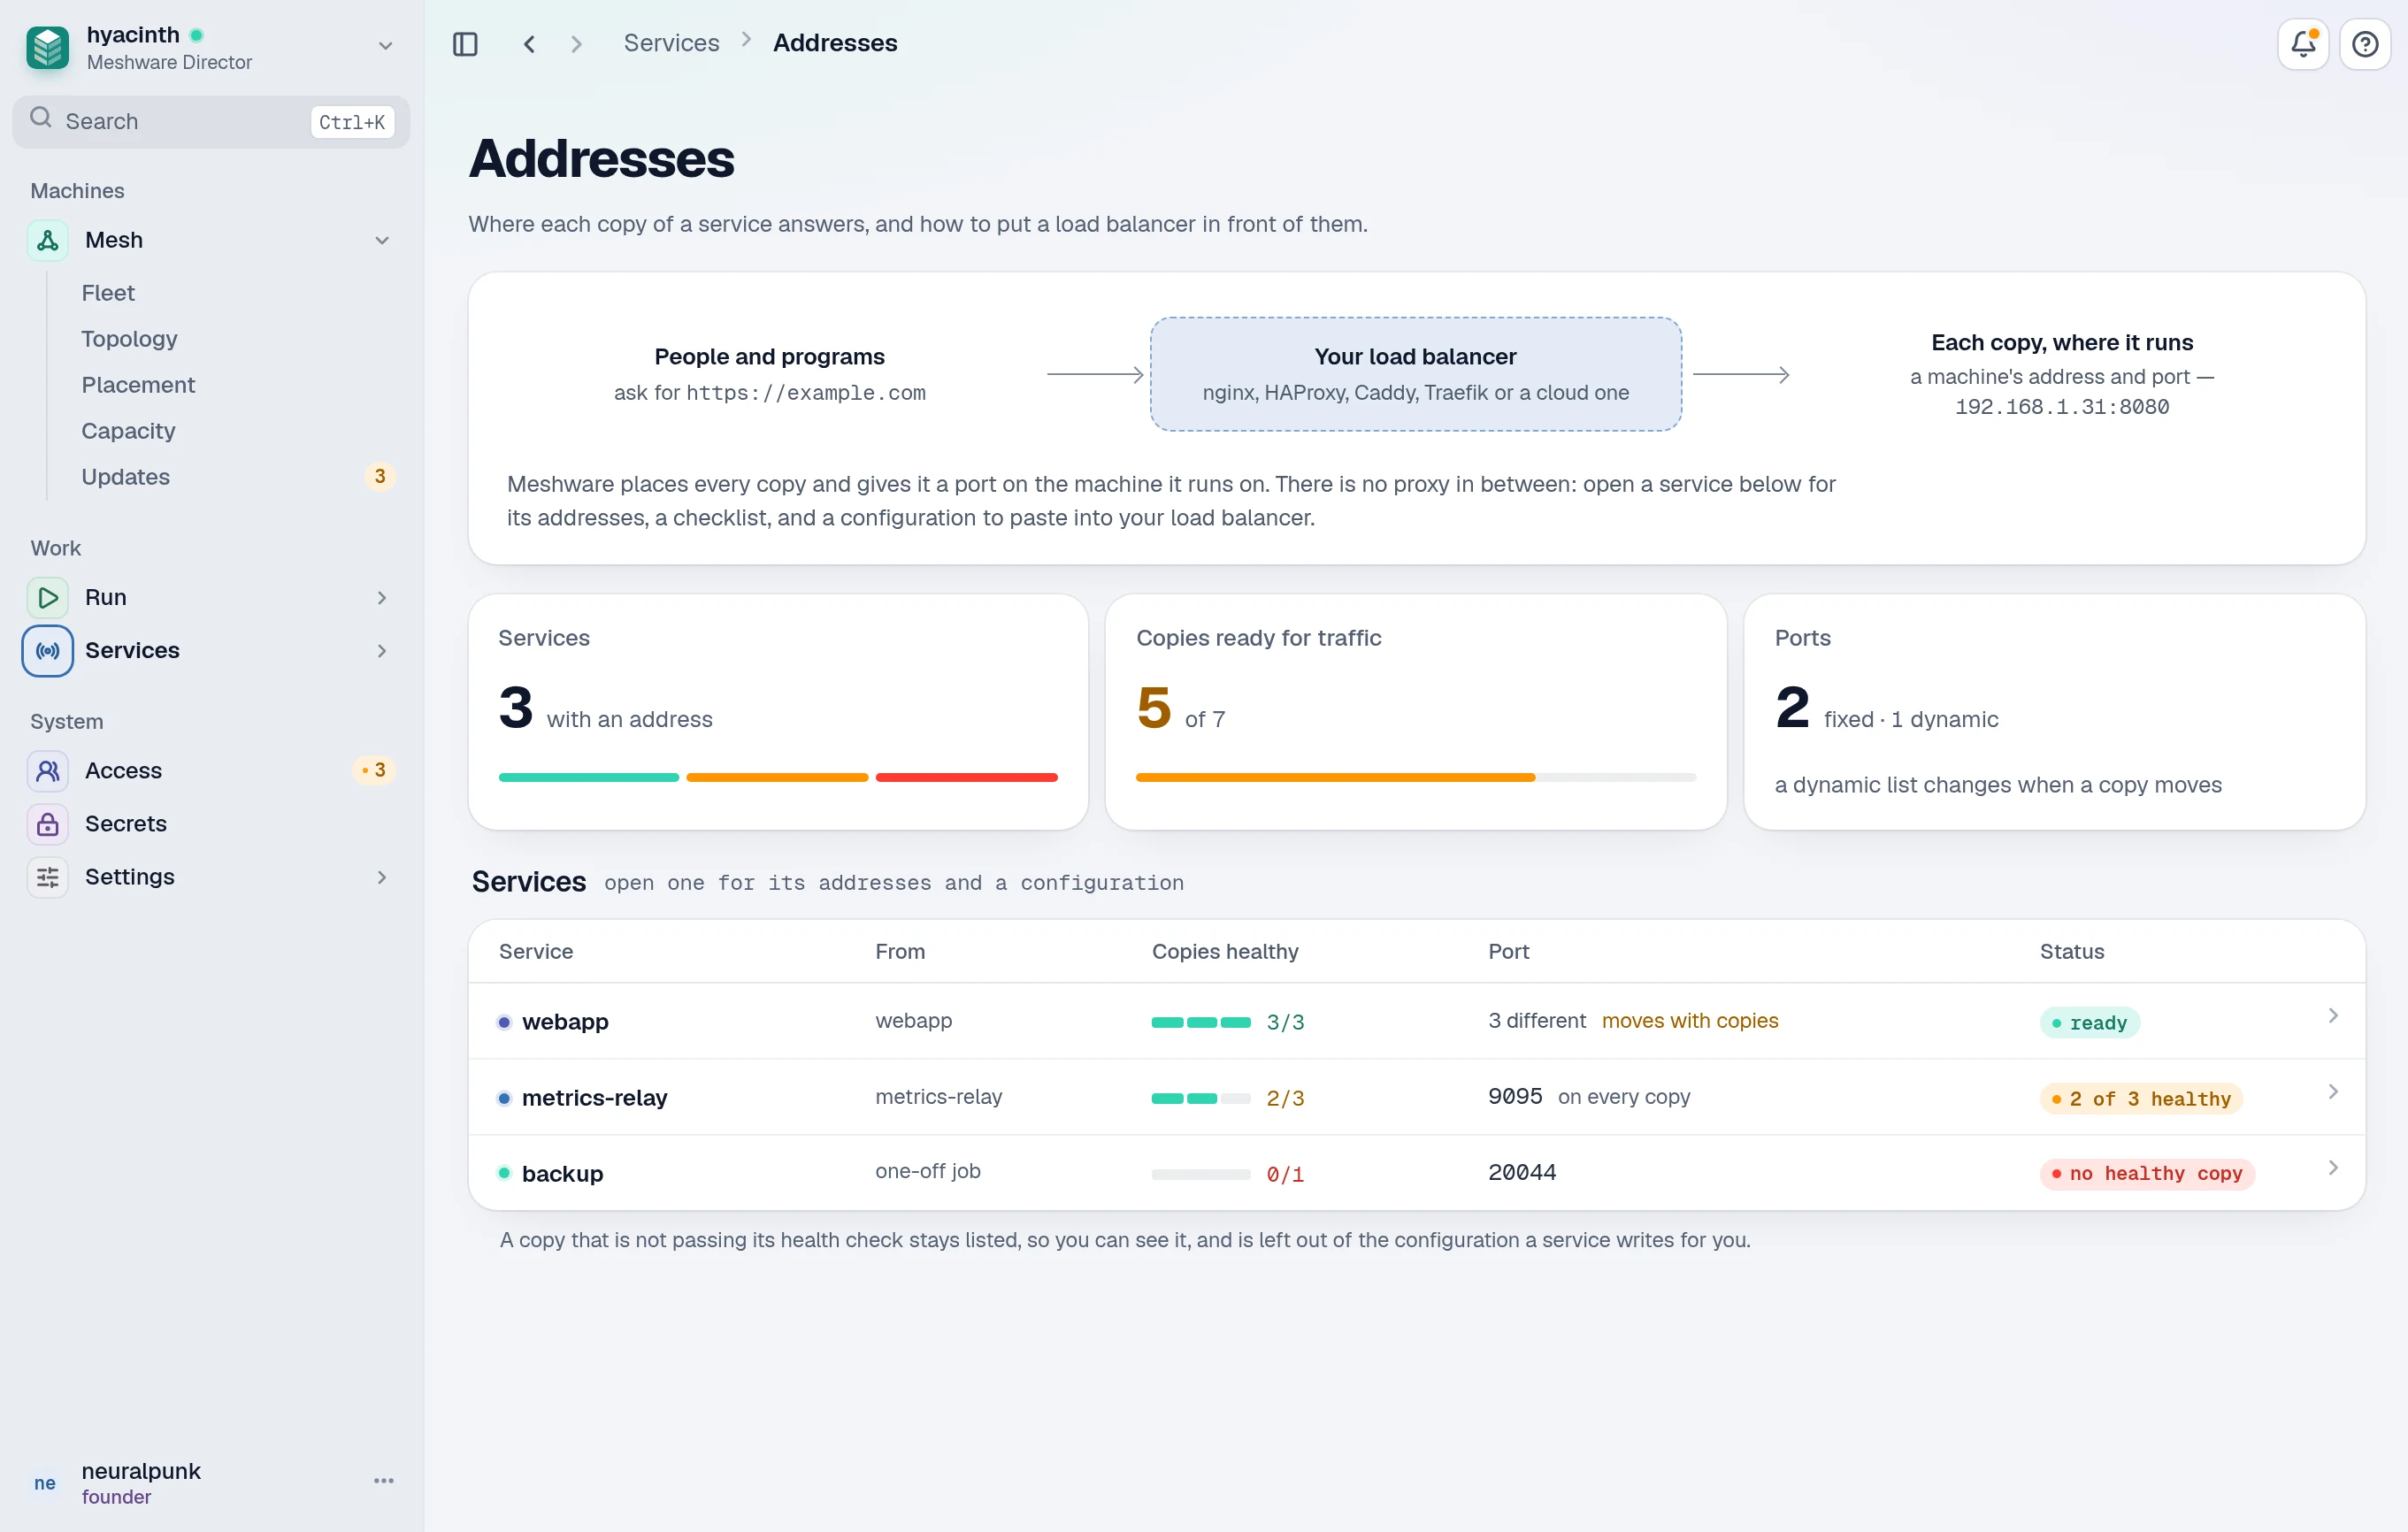 hyacinth
Meshware Director
Search Ctrl+K
Machines
Mesh
Fleet
Topology
Placement
Capacity
Updates 3
Work
Run
Services
System
Access 3
Secrets
Settings
ne
neuralpunk
founder
Services Addresses
Addresses
Where each copy of a service answers, and how to put a load balancer in front of them.
People and programs
ask for https://example.com
Your load balancer
nginx, HAProxy, Caddy, Traefik or a cloud one
Each copy, where it runs
a machine's address and port —
192.168.1.31:8080
Meshware places every copy and gives it a port on the machine it runs on. There is no proxy in between: open a service below for
its addresses, a checklist, and a configuration to paste into your load balancer.
Services
3 with an address
Copies ready for traffic
5 of 7
Ports
2 fixed · 1 dynamic
a dynamic list changes when a copy moves
Services open one for its addresses and a configuration
Service From Copies healthy Port Status
webapp webapp 3/3 3 different moves with copies ready
metrics-relay metrics-relay 2/3 9095 on every copy 2 of 3 healthy
backup one-off job 0/1 20044 no healthy copy
A copy that is not passing its health check stays listed, so you can see it, and is left out of the configuration a service writes for you.